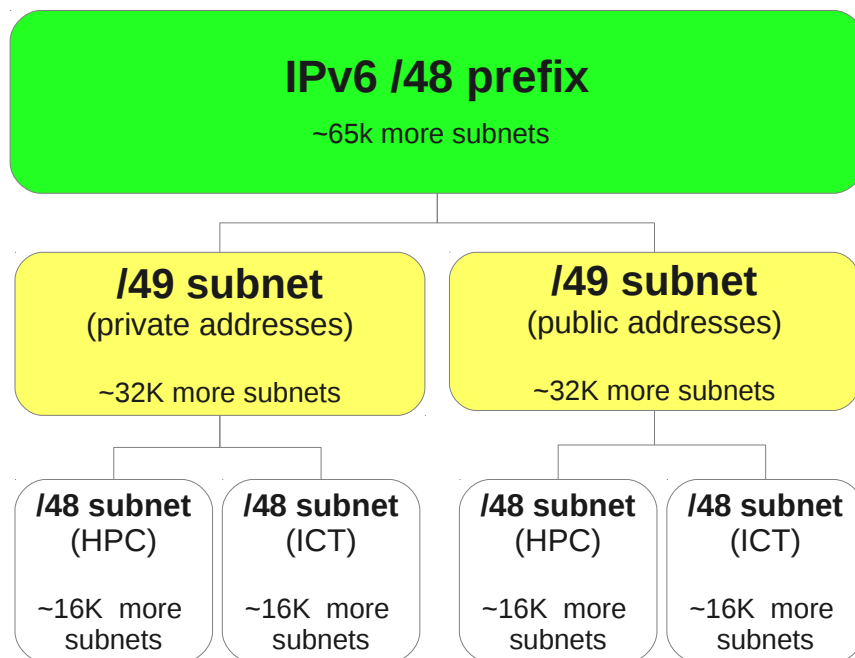 IPv6 /48 prefix
~65k more subnets
/49 subnet
(private addresses)
~32K more subnets
/49 subnet
(public addresses)
~32K more subnets
/48 subnet
(HPC)
~16K more
subnets
/48 subnet
(ICT)
~16K more
subnets
/48 subnet
(HPC)
~16K more
subnets
/48 subnet
(ICT)
~16K more
subnets